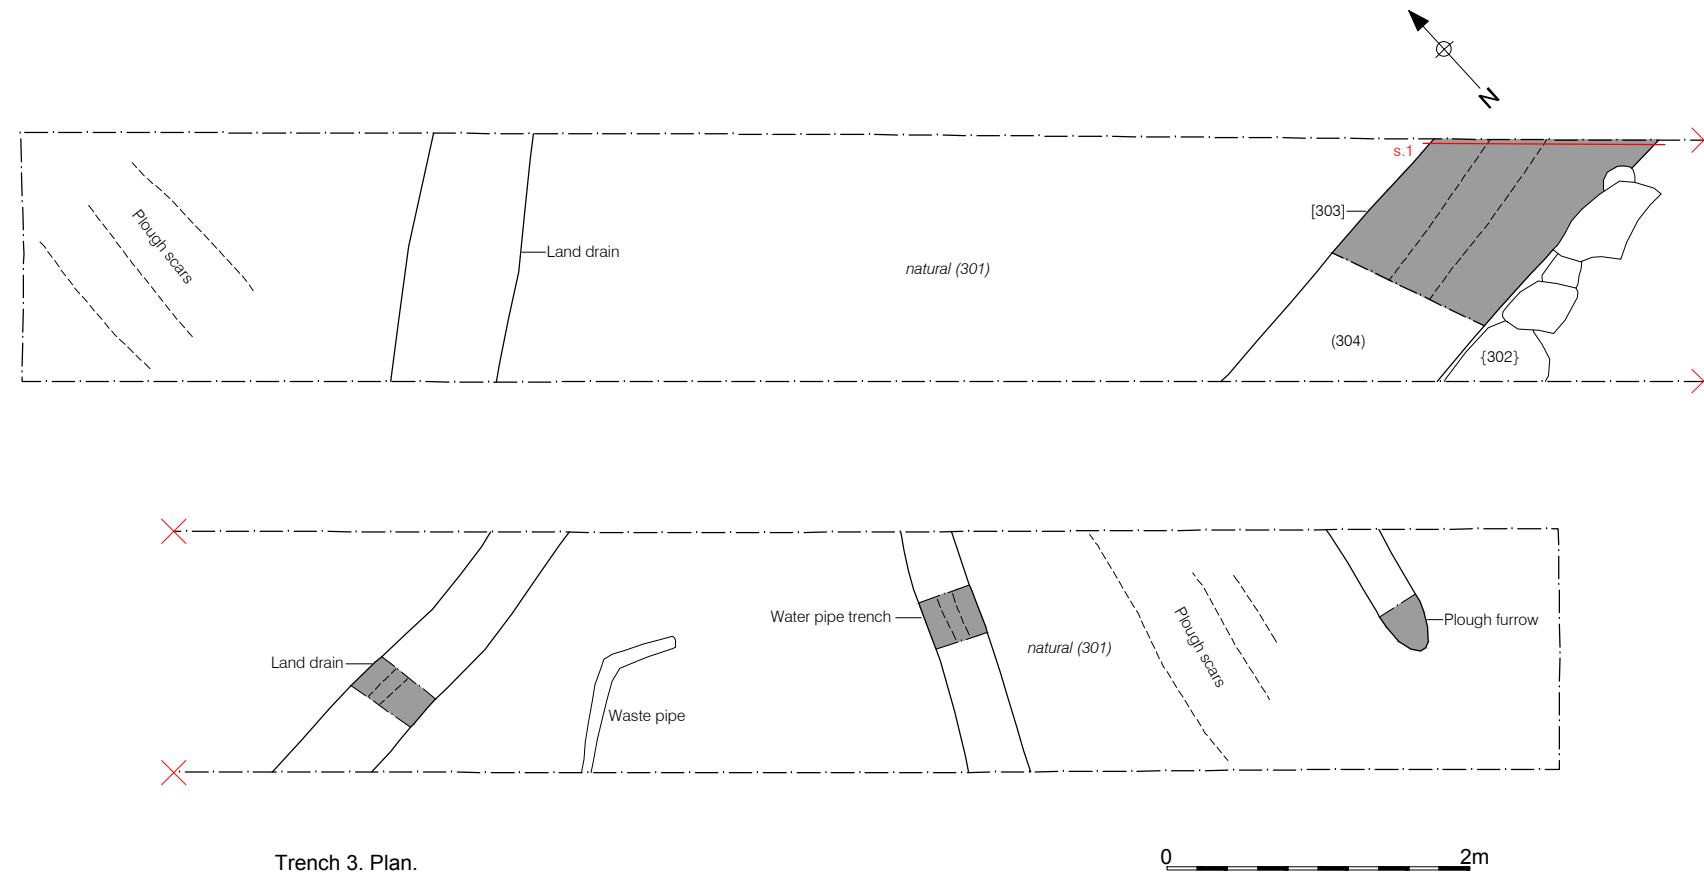 N
s.1
[303]
Plough scars
Land drain
natural (301)
(304)
{302}
Water pipe trench
Plough furrow
natural (301)
Plough scars
Land drain
Waste pipe
Trench 3. Plan.
0 2m